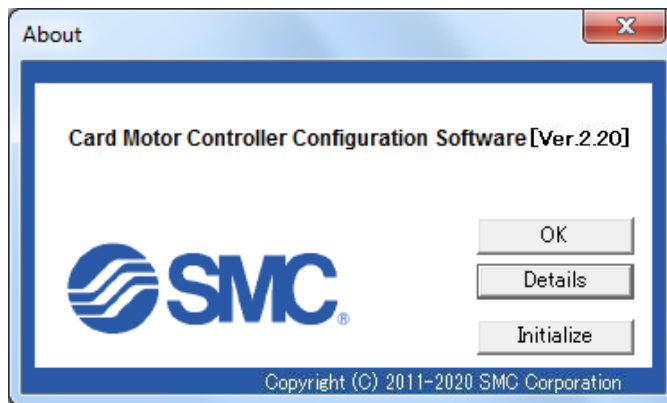 About
Card Motor Controller Configuration Software [Ver.2.20]
OK
SMC®
Details
Initialize
Copyright (C) 2011-2020 SMC Corporation